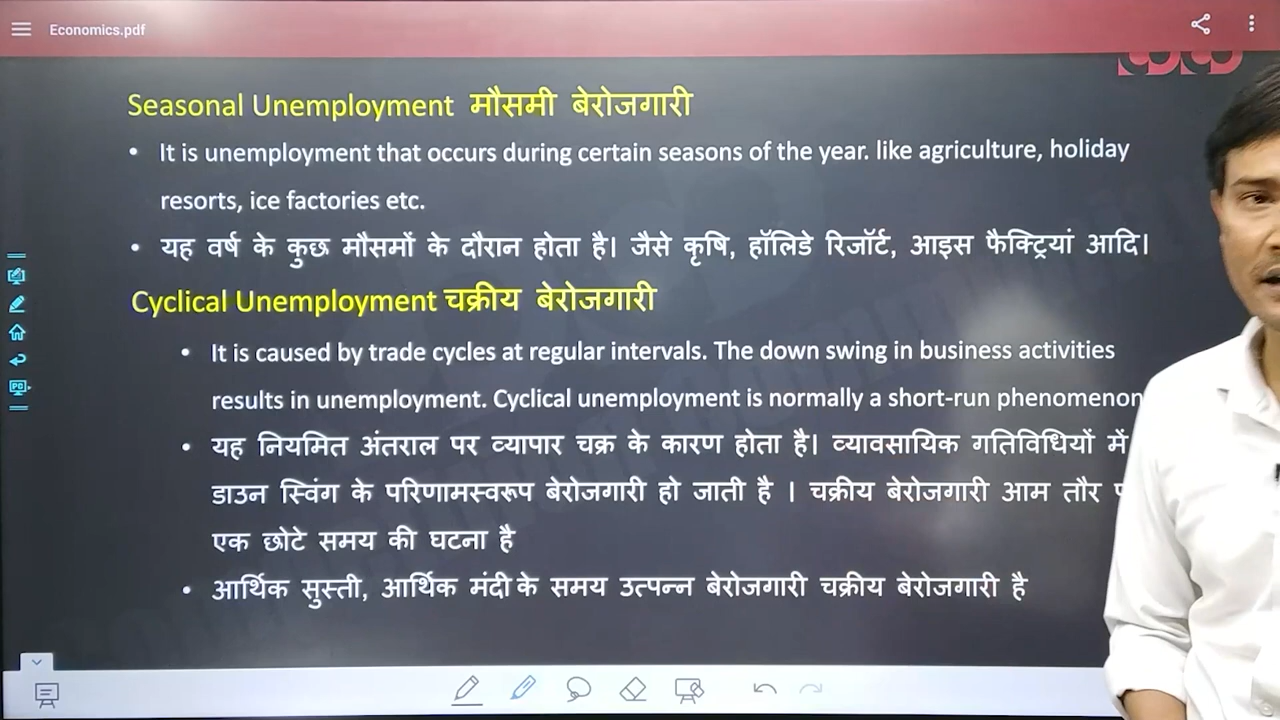 Economics.pdf
Seasonal Unemployment मौसमी बेरोजगारी
• It is unemployment that occurs during certain seasons of the year. like agriculture, holiday
resorts, ice factories etc.
• यह वर्ष के कुछ मौसमों के दौरान होता है। जैसे कृषि, हॉलिडे रिजॉर्ट, आइस फैक्ट्रियां आदि।
Cyclical Unemployment चक्रीय बेरोजगारी
• It is caused by trade cycles at regular intervals. The down swing in business activities
results in unemployment. Cyclical unemployment is normally a short-run phenomenon
• यह नियमित अंतराल पर व्यापार चक्र के कारण होता है। व्यावसायिक गतिविधियों में
डाउन स्विंग के परिणामस्वरूप बेरोजगारी हो जाती है । चक्रीय बेरोजगारी आम तौर
एक छोटे समय की घटना है
• आर्थिक सुस्ती, आर्थिक मंदी के समय उत्पन्न बेरोजगारी चक्रीय बेरोजगारी है